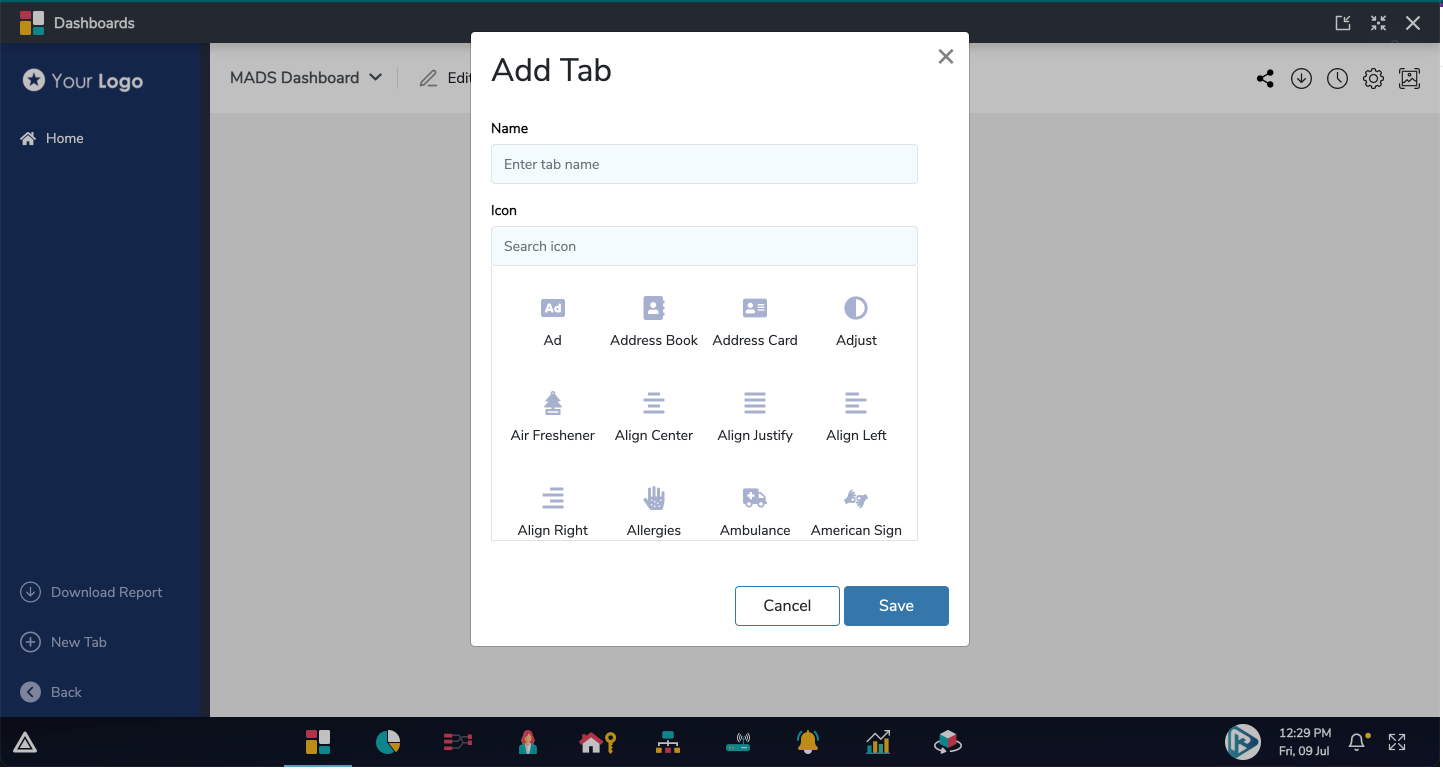 Dashboards
Your Logo
Home
MADS Dashboard
Edit
Add Tab
Name
Enter tab name
Icon
Search icon
Ad
Ad Address Book Address Card Adjust
Air Freshener Align Center Align Justify Align Left
Align Right Allergies Ambulance American Sign
Cancel Save
Download Report
New Tab
Back
12:29 PM
Fri, 09 Jul